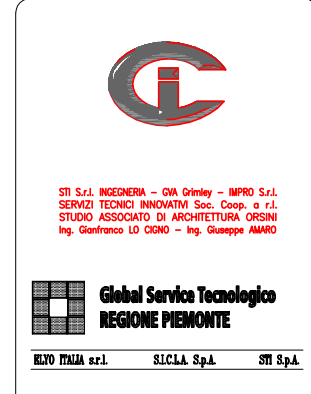 STI S.r.l. INGEGNERIA – GVA Grimley – IMPRO S.r.l.
SERVIZI TECNICI INNOVATIVI Soc. Coop. a r.l.
STUDIO ASSOCIATO DI ARCHITETTURA ORSINI
Ing. Gianfranco LO CIGNO – Ing. Giuseppe AMARO
Global Service Tecnologico
REGIONE PIEMONTE
ELYO ITALIA s.r.l. S.I.C.L.A. S.p.A. STI S.p.A.